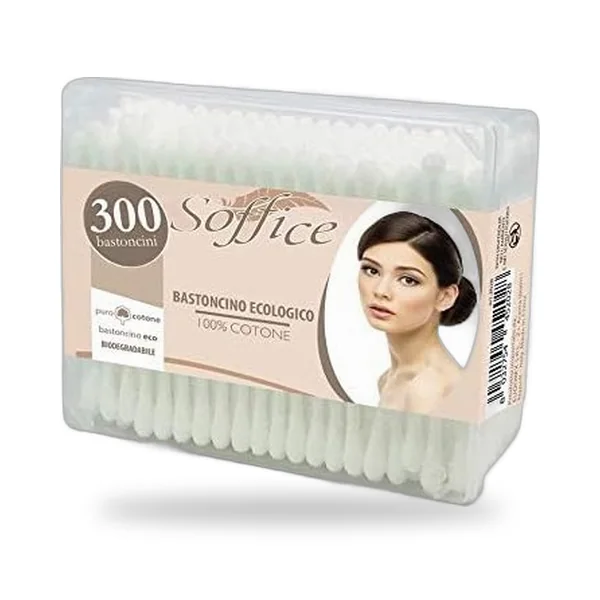 300
bastoncini
Soffice
BASTONCINO ECOLOGICO
100% COTONE
puro cotone
bastoncino eco
BIODEGRADABILE